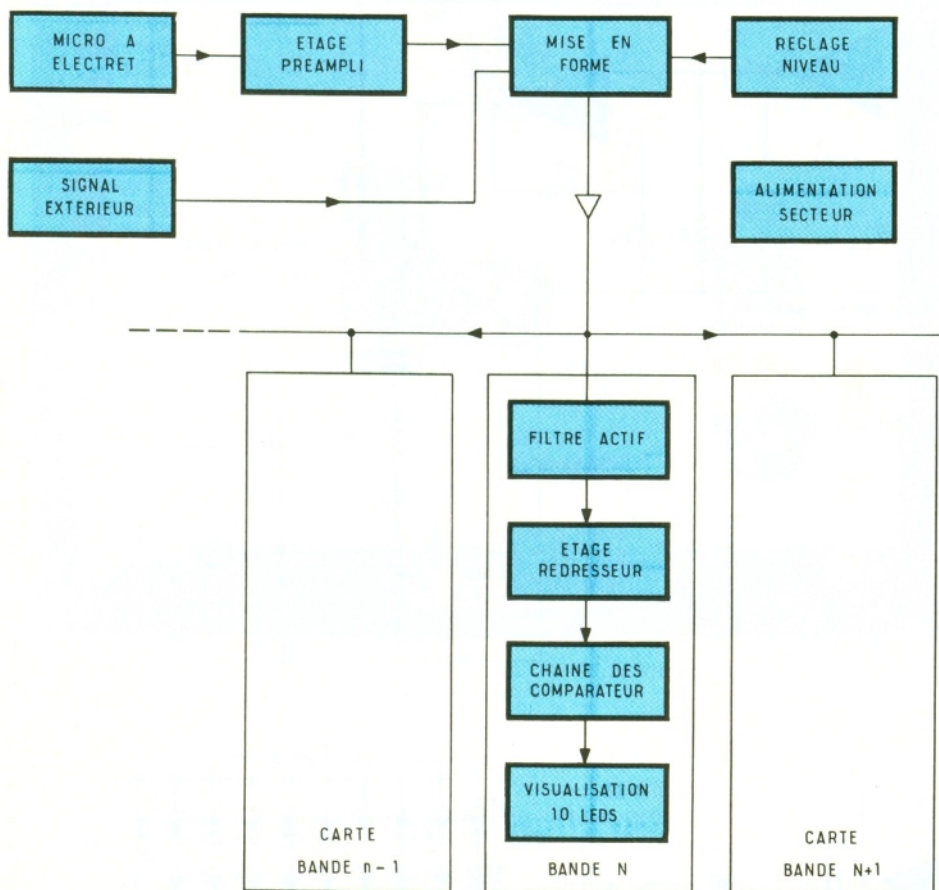 MICRO A
ELECTRET
ETAGE
PREAMPLI
MISE EN
FORME
REGLAGE
NIVEAU
SIGNAL
EXTERIEUR
ALIMENTATION
SECTEUR
FILTRE ACTIF
ETAGE
REDRESSEUR
CHAINE DES
COMPARATEUR
VISUALISATION
10 LEDS
CARTE
BANDE n-1
BANDE N
CARTE
BANDE N+1